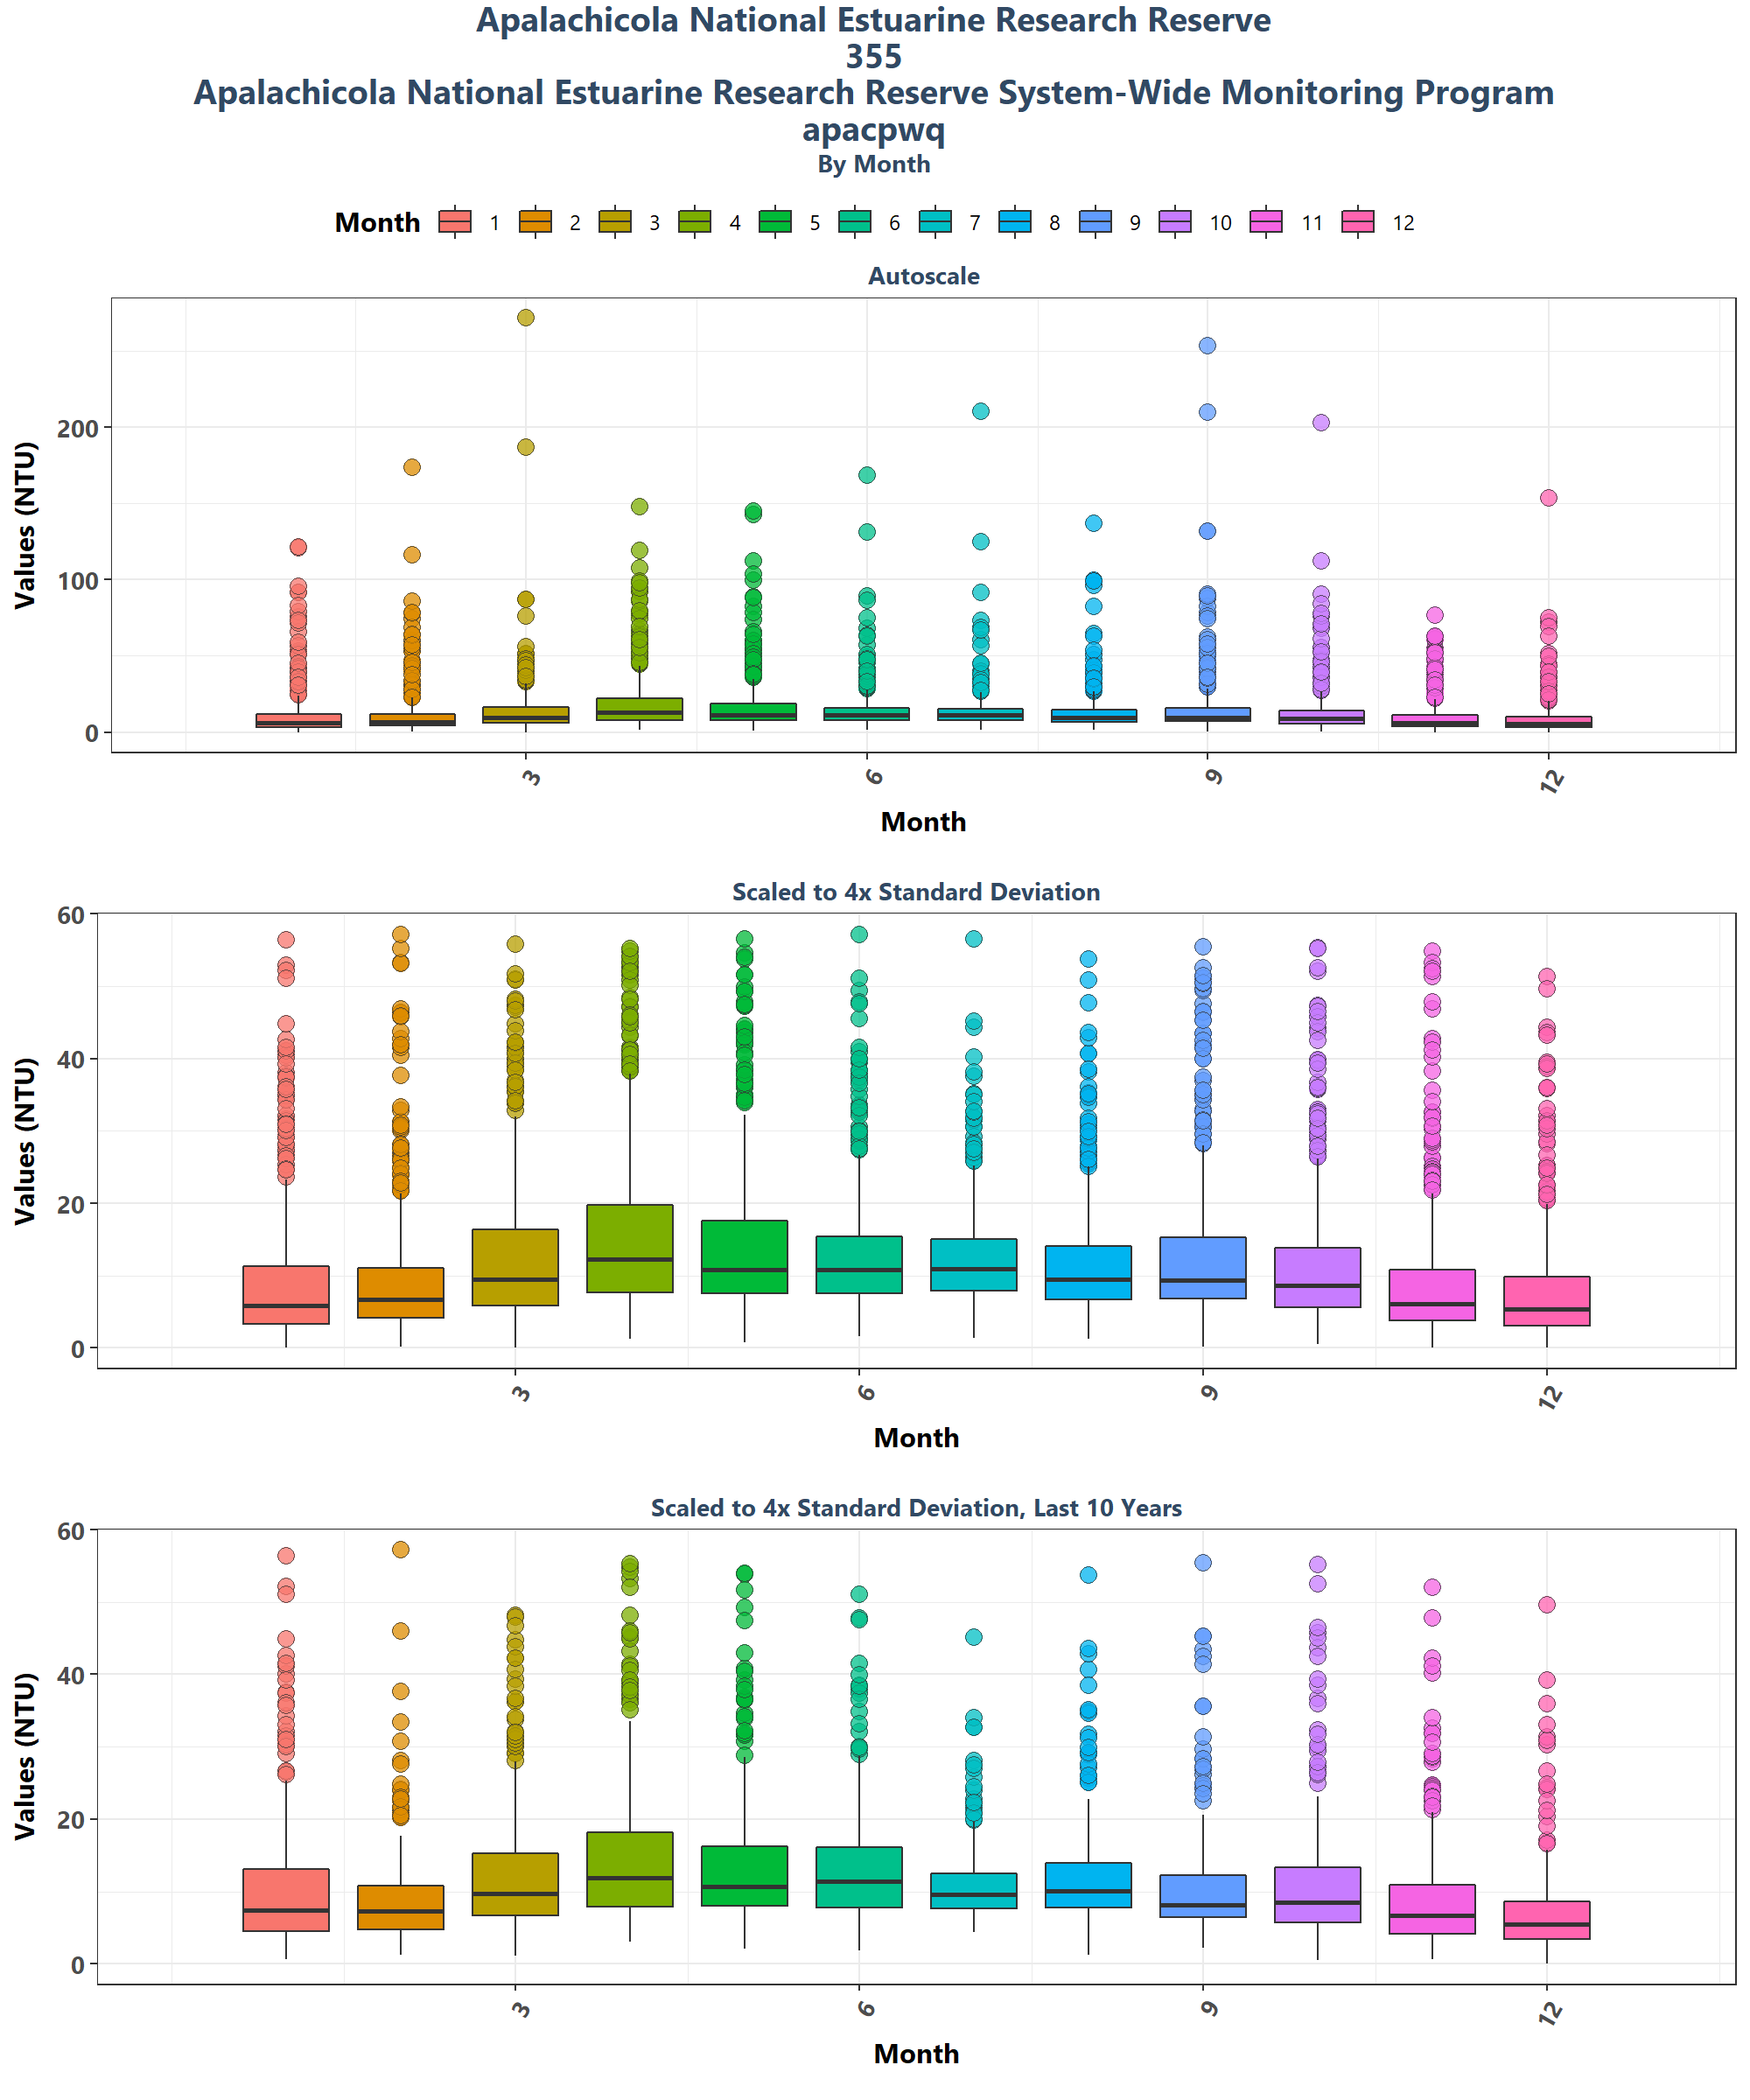 Apalachicola National Estuarine Research Reserve
355
Apalachicola National Estuarine Research Reserve System-Wide Monitoring Program
apacpwq
By Month
Month 1 2 3 4 5 6 7 8 9 10 11 12
Autoscale
Values (NTU)
200
100
0
3 6 9 12
Month
Scaled to 4x Standard Deviation
Values (NTU)
60
40
20
0
3 6 9 12
Month
Scaled to 4x Standard Deviation, Last 10 Years
Values (NTU)
60
40
20
0
3 6 9 12
Month